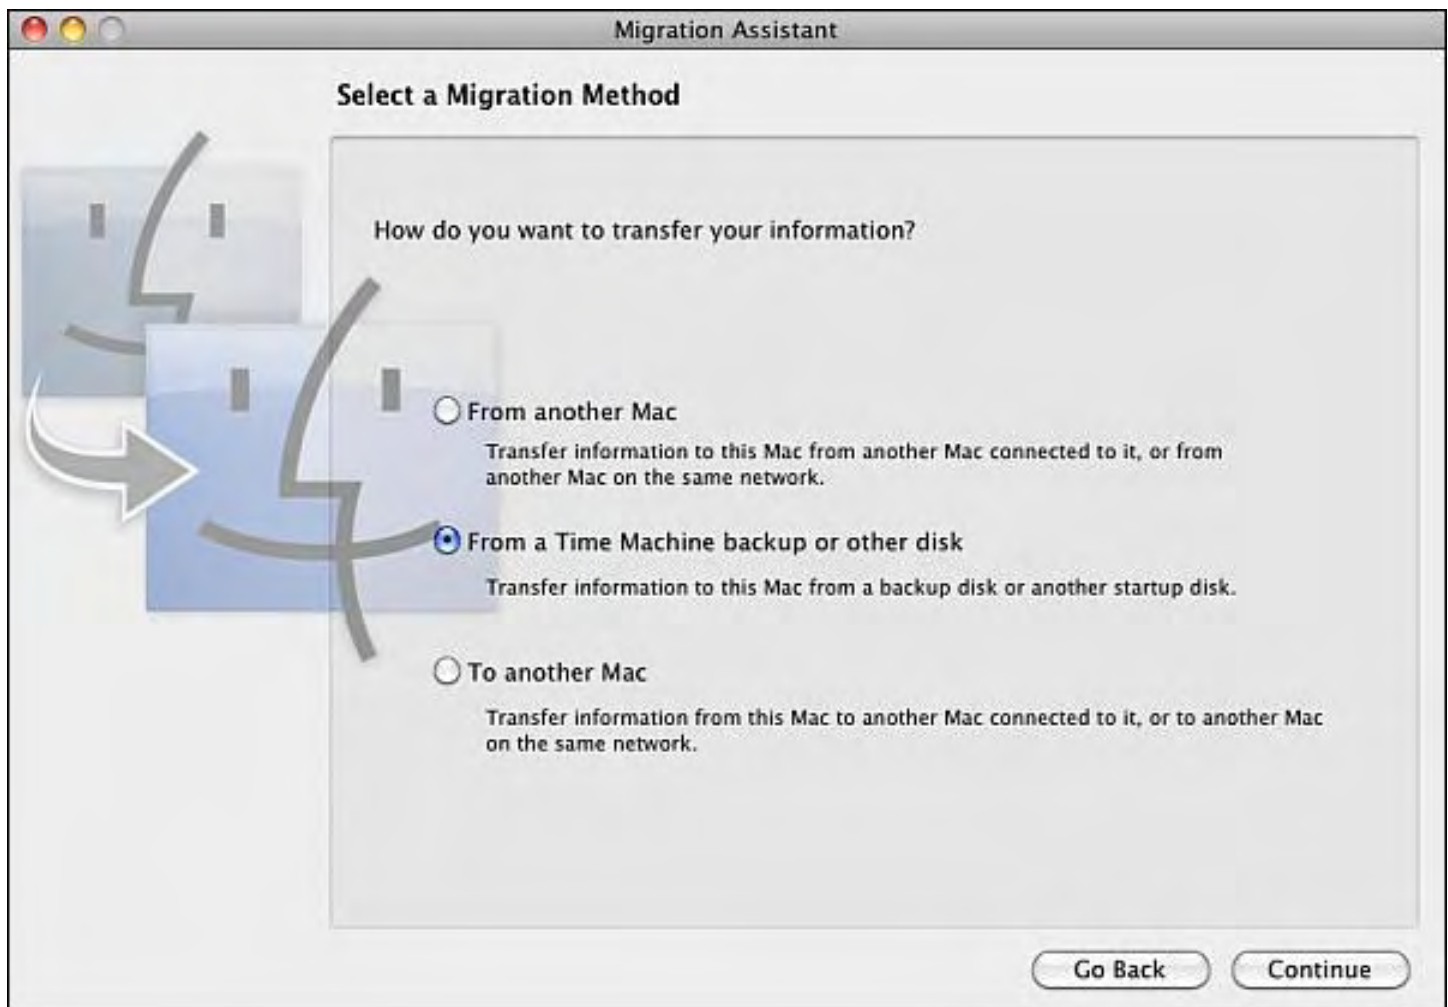 Migration Assistant
Select a Migration Method
How do you want to transfer your information?
From another Mac
Transfer information to this Mac from another Mac connected to it, or from
another Mac on the same network.
From a Time Machine backup or other disk
Transfer information to this Mac from a backup disk or another startup disk.
To another Mac
Transfer information from this Mac to another Mac connected to it, or to another Mac
on the same network.
Go Back
Continue